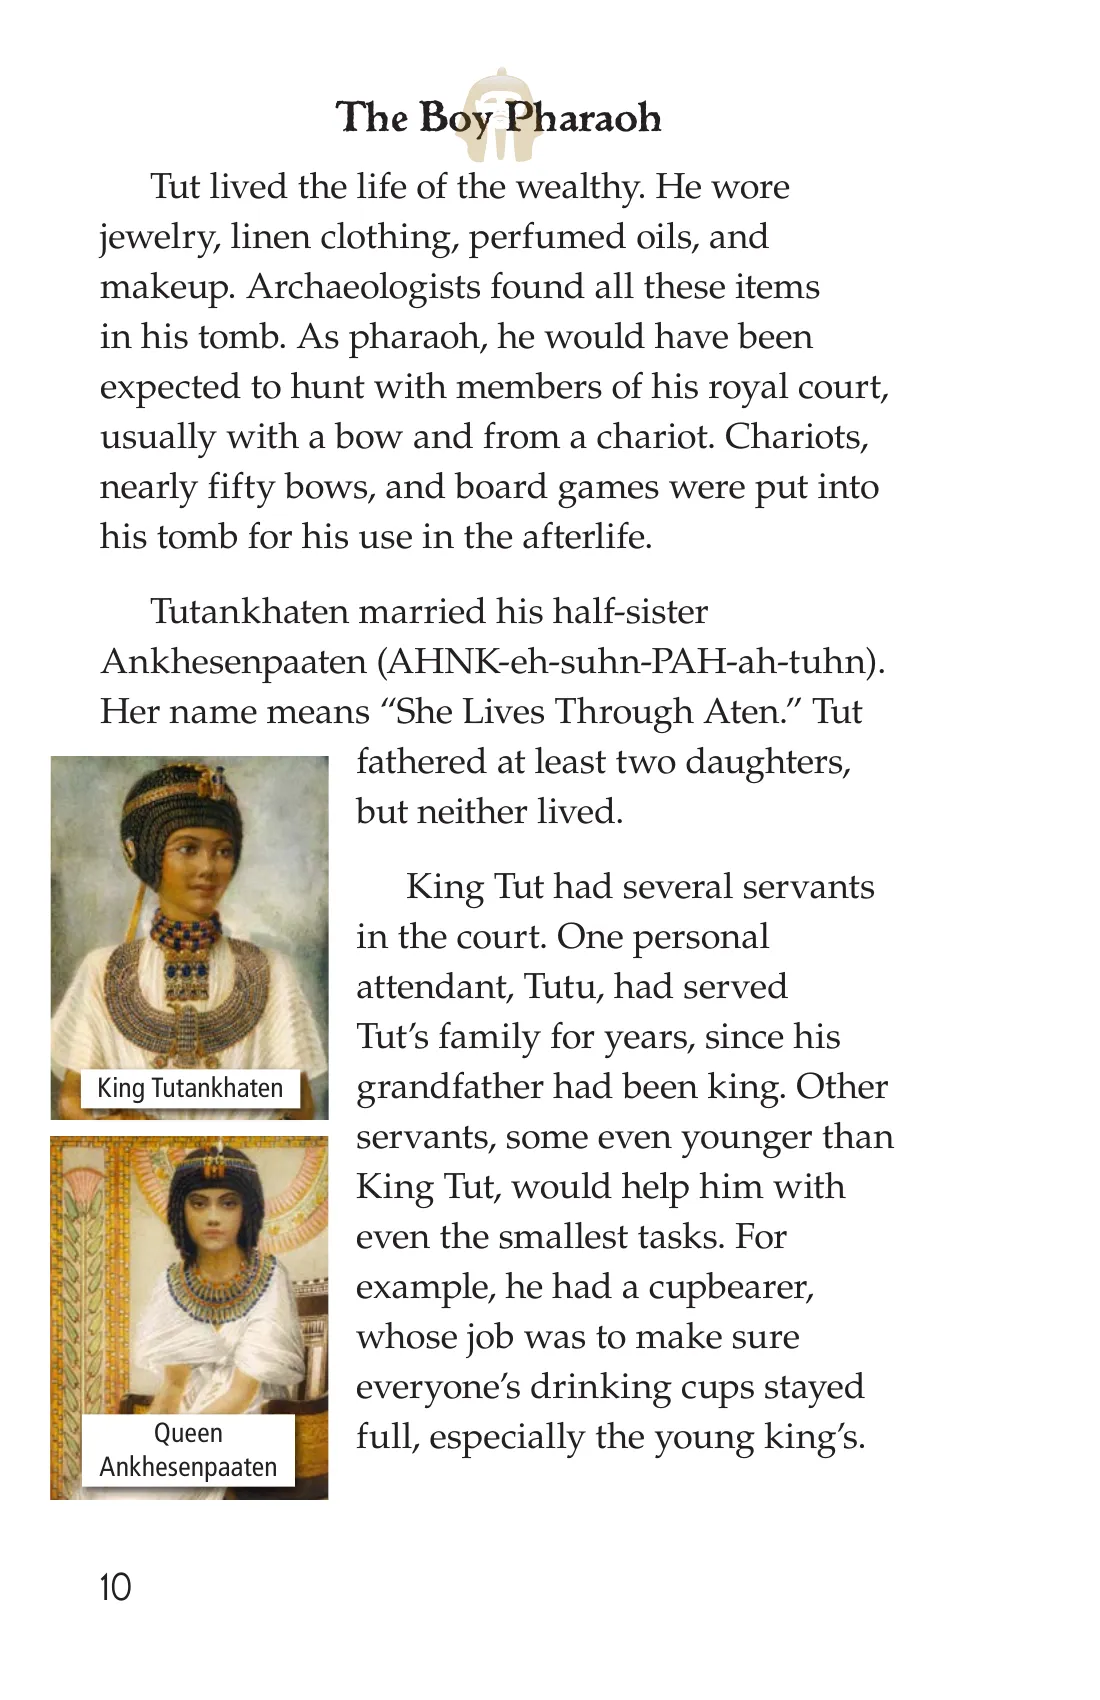 The Boy Pharaoh
Tut lived the life of the wealthy. He wore
jewelry, linen clothing, perfumed oils, and
makeup. Archaeologists found all these items
in his tomb. As pharaoh, he would have been
expected to hunt with members of his royal court,
usually with a bow and from a chariot. Chariots,
nearly fifty bows, and board games were put into
his tomb for his use in the afterlife.
Tutankhaten married his half-sister
Ankhesenpaaten (AHNK-eh-suhn-PAH-ah-tuhn).
Her name means “She Lives Through Aten.” Tut
fathered at least two daughters,
but neither lived.
King Tut had several servants
in the court. One personal
attendant, Tutu, had served
Tut’s family for years, since his
grandfather had been king. Other
servants, some even younger than
King Tut, would help him with
even the smallest tasks. For
example, he had a cupbearer,
whose job was to make sure
everyone’s drinking cups stayed
full, especially the young king’s.
King Tutankhaten
Queen
Ankhesenpaaten
10